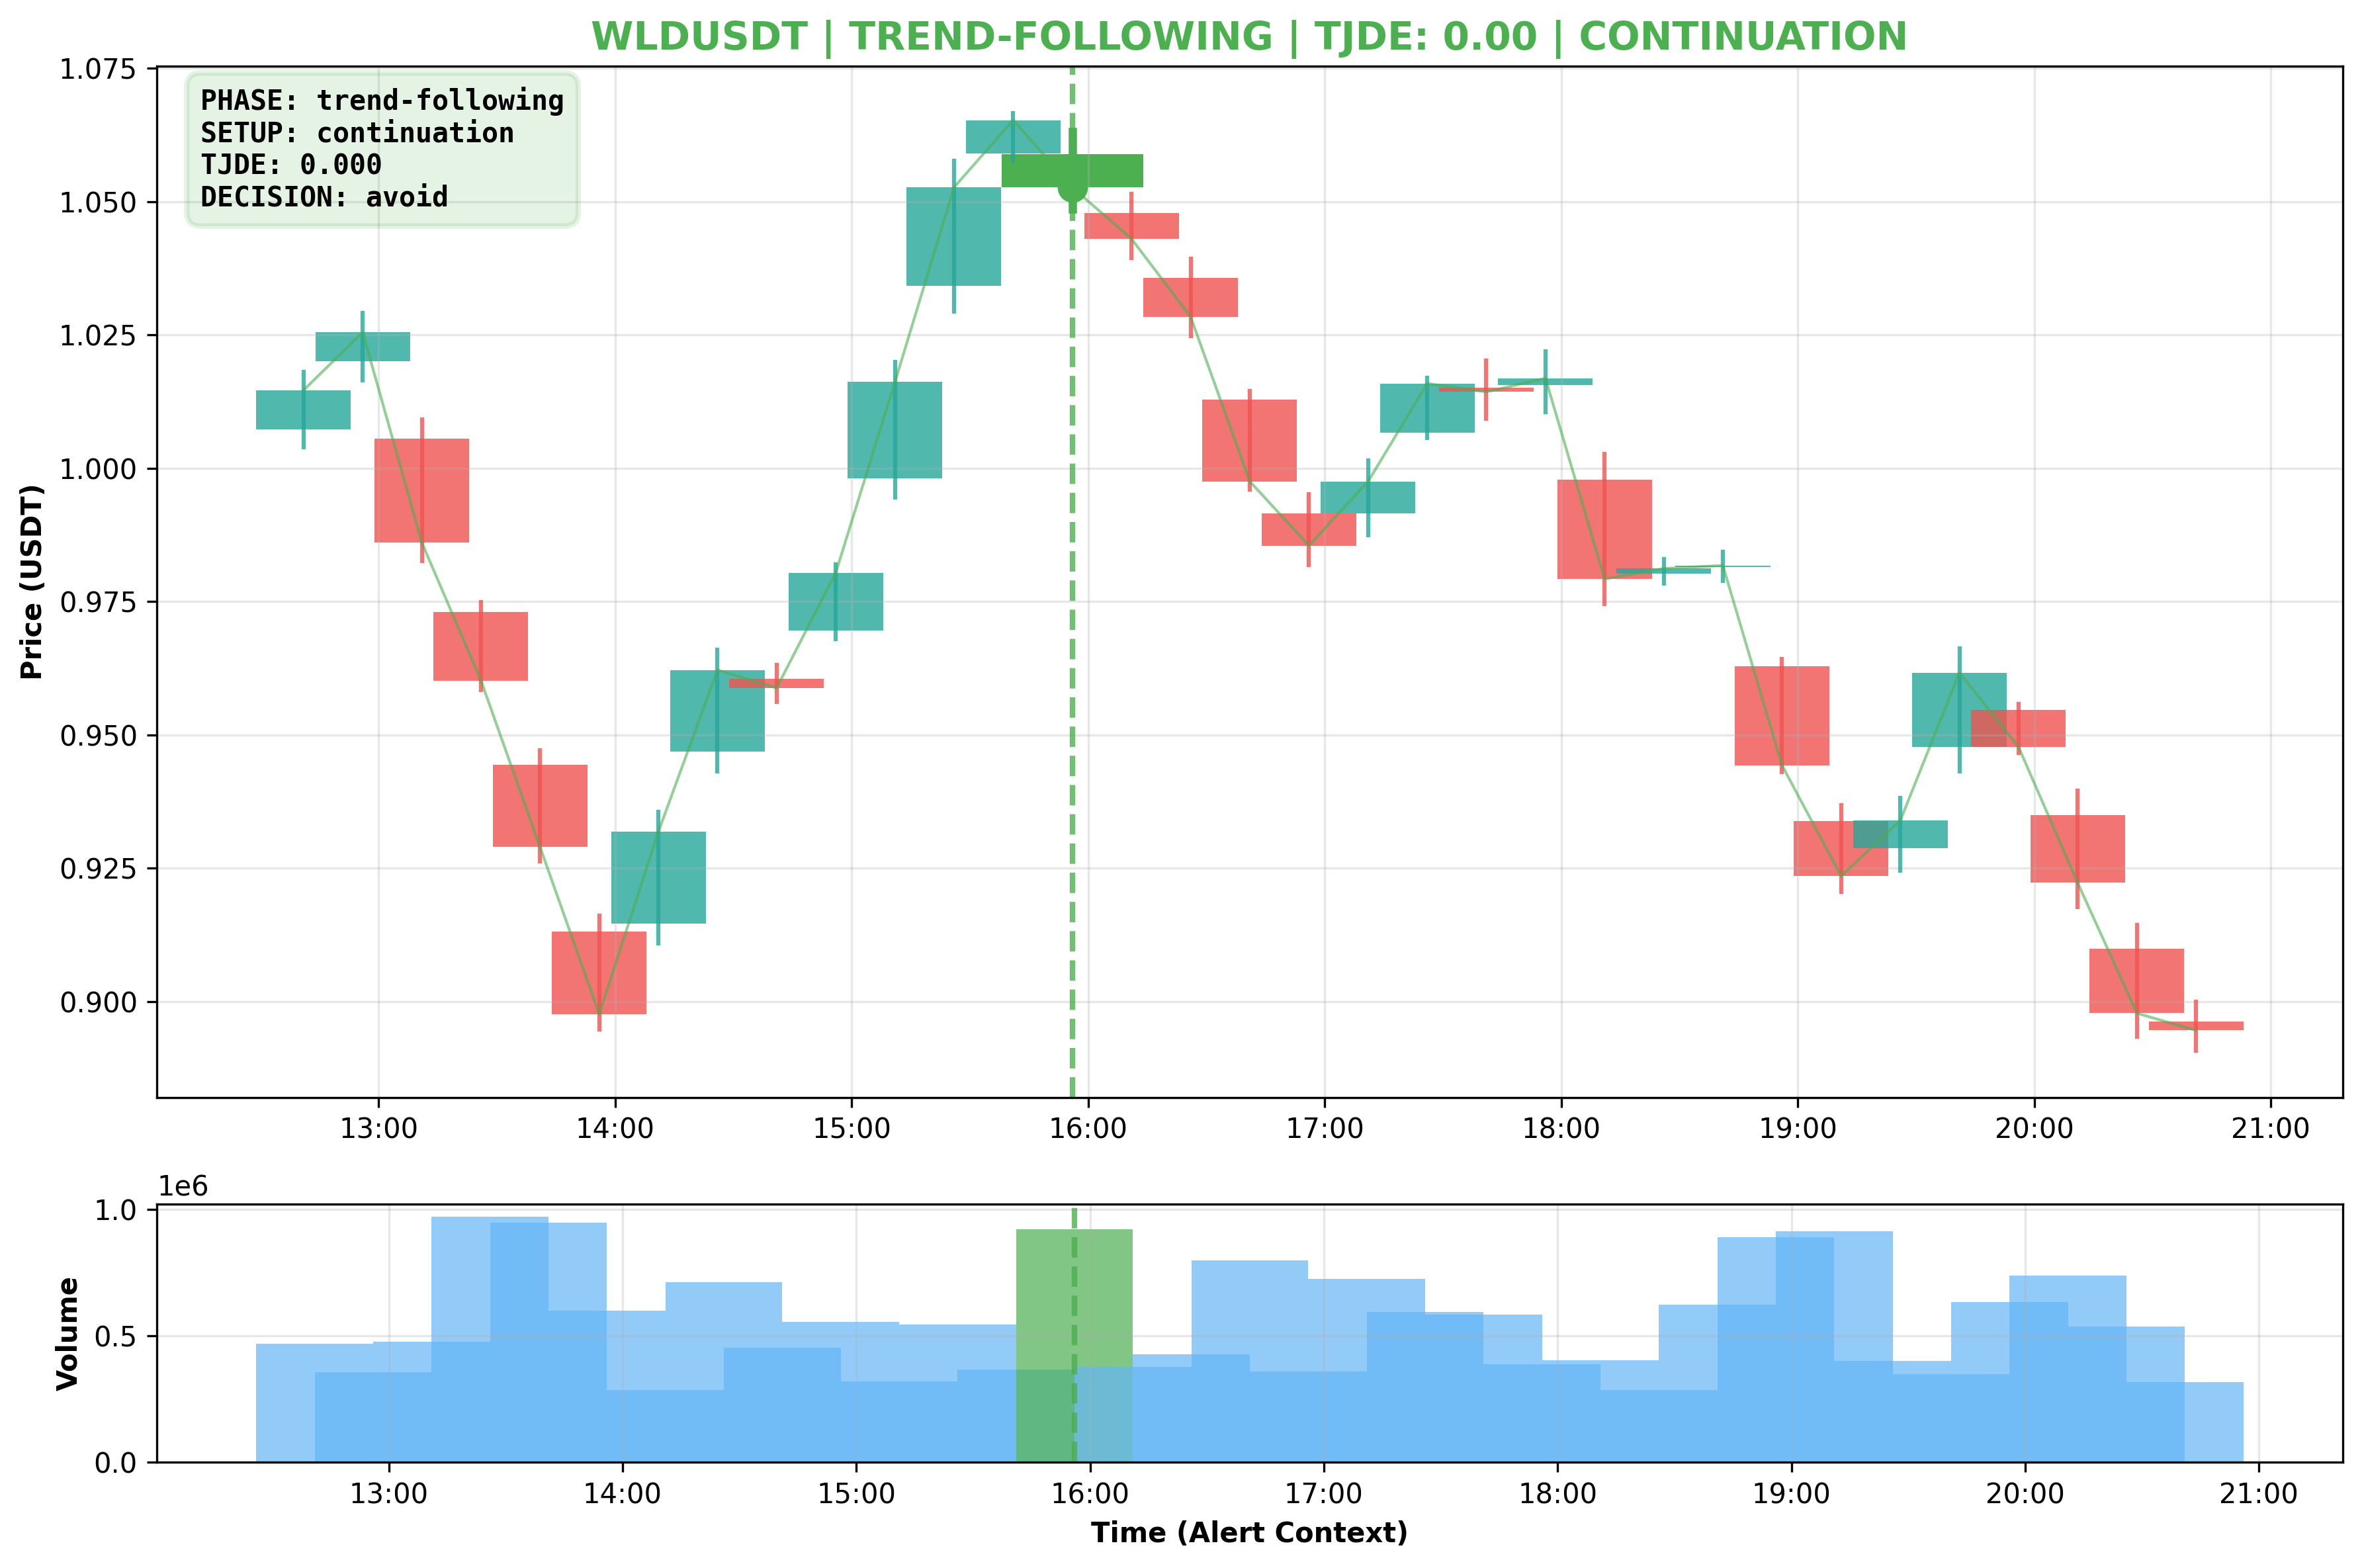 WLDUSDT | TREND-FOLLOWING | TJDE: 0.00 | CONTINUATION
PHASE: trend-following
SETUP: continuation
TJDE: 0.000
DECISION: avoid
Price (USDT)
1.075
1.050
1.025
1.000
0.975
0.950
0.925
0.900
13:00 14:00 15:00 16:00 17:00 18:00 19:00 20:00 21:00
1e6
Volume
1.0
0.5
0.0
13:00 14:00 15:00 16:00 17:00 18:00 19:00 20:00 21:00
Time (Alert Context)